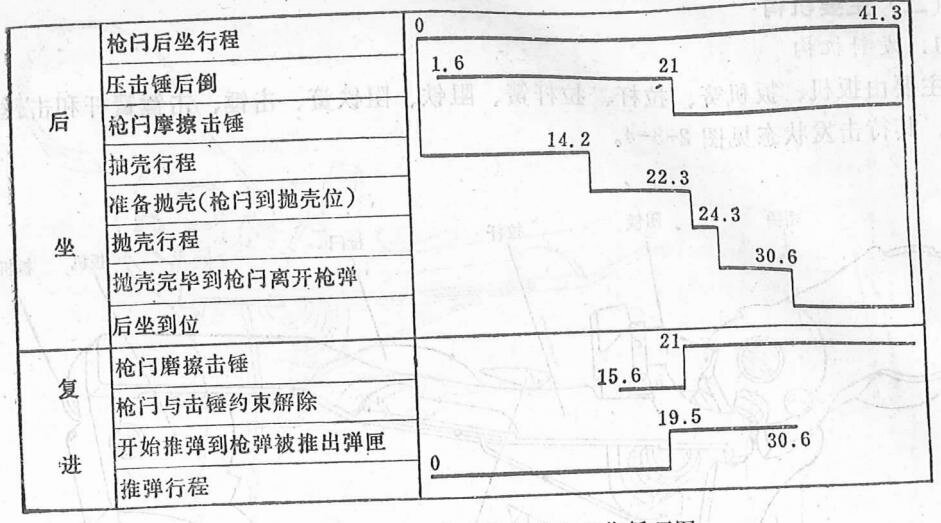 后坐
枪闩后坐行程
0
41.3
压击锤后倒
1.6
21
枪闩摩擦击锤
抽壳行程
14.2
准备抛壳(枪闩到抛壳位)
22.3
抛壳行程
24.3
抛壳完毕到枪闩离开枪弹
30.6
后坐到位
复进
枪闩磨擦击锤
21
枪闩与击锤约束解除
15.6
开始推弹到枪弹被推出弹匣
19.5
30.6
推弹行程
0